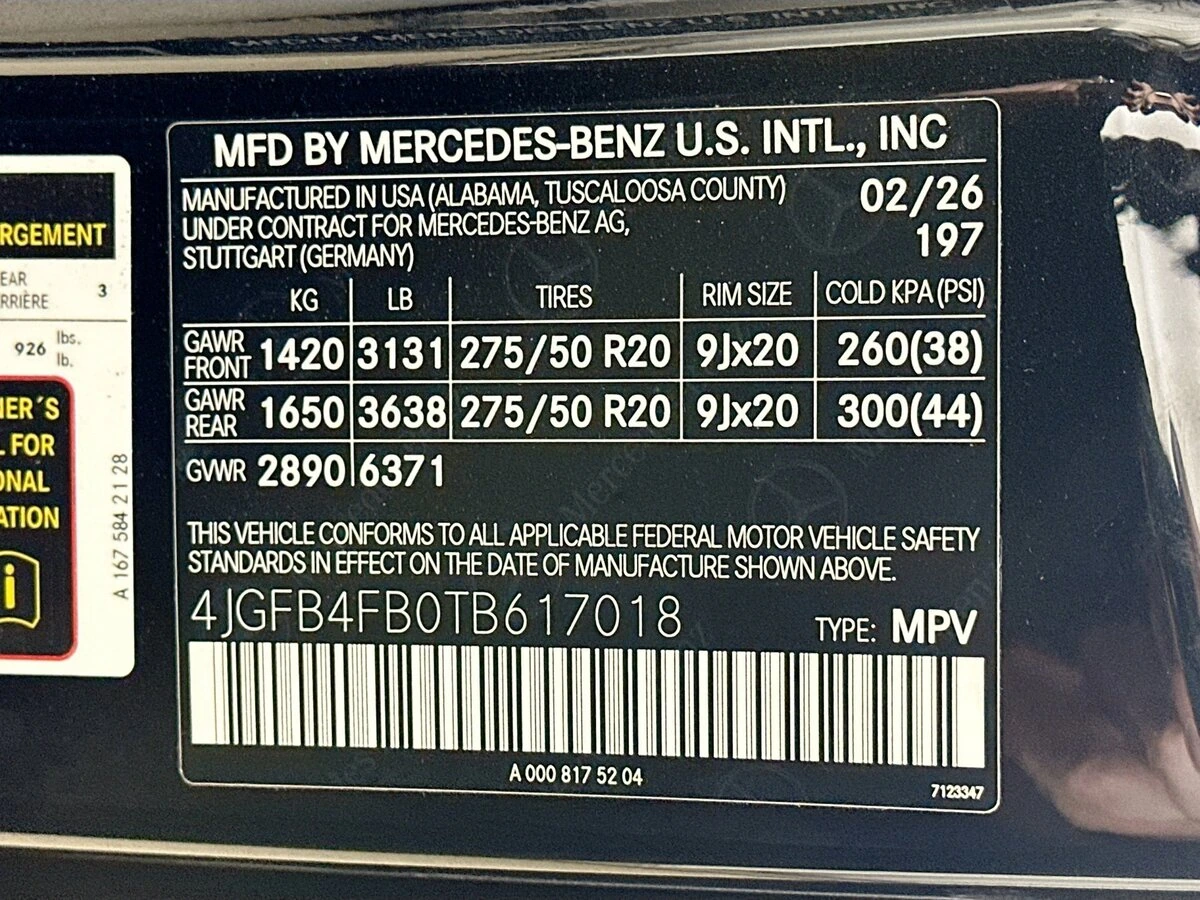 RGEMENT
EAR
RRIÈRE 3
926 lbs.
lb.
NER´S
L FOR
ONAL
ATION
i
A 167 584 21 28
MFD BY MERCEDES-BENZ U.S. INTL., INC
MANUFACTURED IN USA (ALABAMA, TUSCALOOSA COUNTY) 02/26
UNDER CONTRACT FOR MERCEDES-BENZ AG, 197
STUTTGART (GERMANY)
KG LB TIRES RIM SIZE COLD KPA (PSI)
GAWR FRONT 1420 3131 275/50 R20 9Jx20 260(38)
GAWR REAR 1650 3638 275/50 R20 9Jx20 300(44)
GVWR 2890 6371
THIS VEHICLE CONFORMS TO ALL APPLICABLE FEDERAL MOTOR VEHICLE SAFETY
STANDARDS IN EFFECT ON THE DATE OF MANUFACTURE SHOWN ABOVE.
4JGFB4FB0TB617018 TYPE: MPV
A 000 817 52 04
7123347